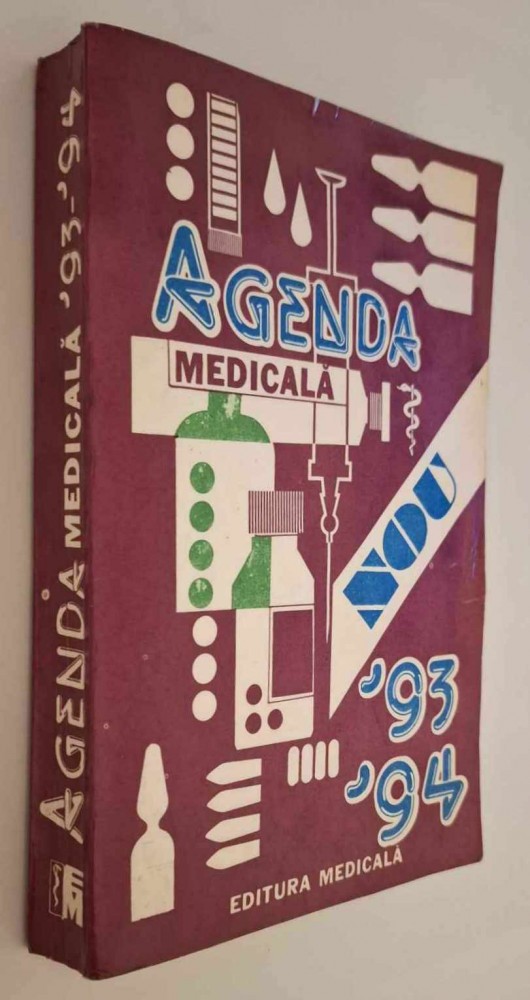 AGENDA MEDICALĂ '93-'94
EM
AGENDA
MEDICALĂ
NOU
'93
'94
EDITURA MEDICALĂ